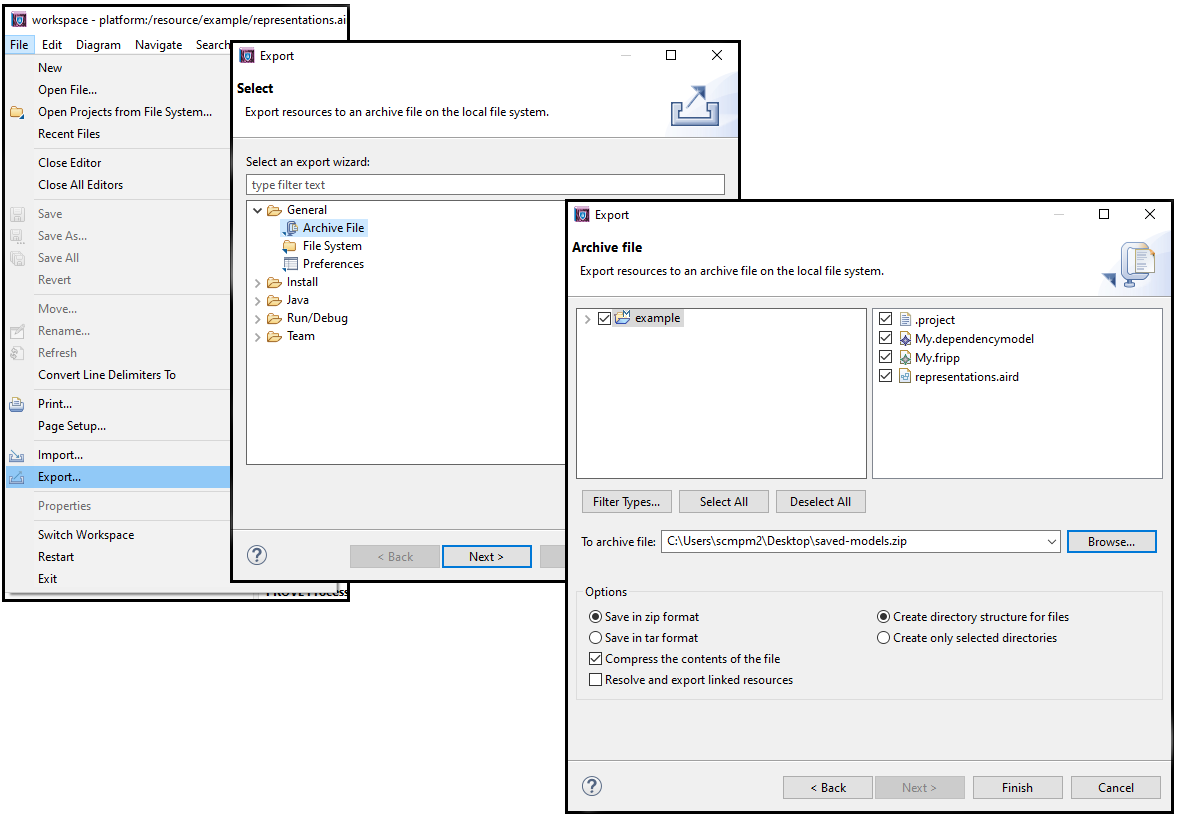 workspace - platform:/resource/example/representations.ai
File Edit Diagram Navigate Search
New
Open File...
Open Projects from File System...
Recent Files
Close Editor
Close All Editors
Save
Save As...
Save All
Revert
Move...
Rename...
Refresh
Convert Line Delimiters To
Print...
Page Setup...
Import...
Export...
Properties
Switch Workspace
Restart
Exit
Export
Select
Export resources to an archive file on the local file system.
Select an export wizard:
type filter text
General
Archive File
File System
Preferences
Install
Java
Run/Debug
Team
< Back Next >
Export
Archive file
Export resources to an archive file on the local file system.
example
.project
My.dependencymodel
My.fripp
representations.aird
Filter Types... Select All Deselect All
To archive file: C:\Users\scmpm2\Desktop\saved-models.zip Browse...
Options
Save in zip format Create directory structure for files
Save in tar format Create only selected directories
Compress the contents of the file
Resolve and export linked resources
< Back Next > Finish Cancel